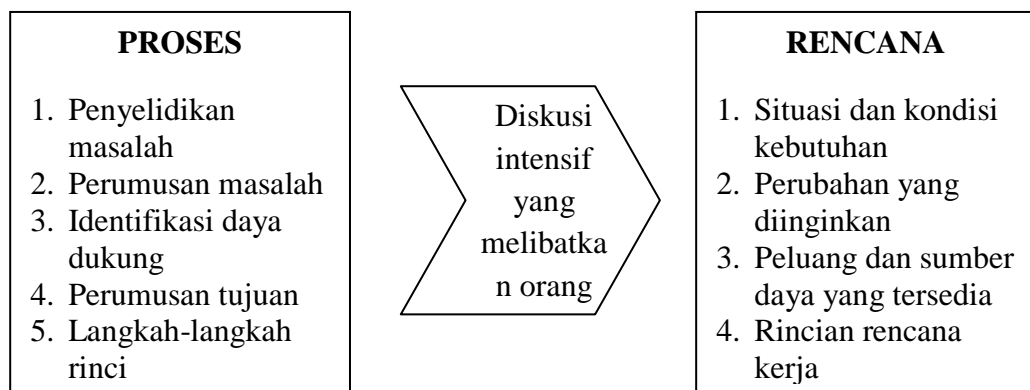 PROSES
1. Penyelidikan
masalah
2. Perumusan masalah
3. Identifikasi daya
dukung
4. Perumusan tujuan
5. Langkah-langkah
rinci
Diskusi
intensif
yang
melibatka
n orang
RENCANA
1. Situasi dan kondisi
kebutuhan
2. Perubahan yang
diinginkan
3. Peluang dan sumber
daya yang tersedia
4. Rincian rencana
kerja